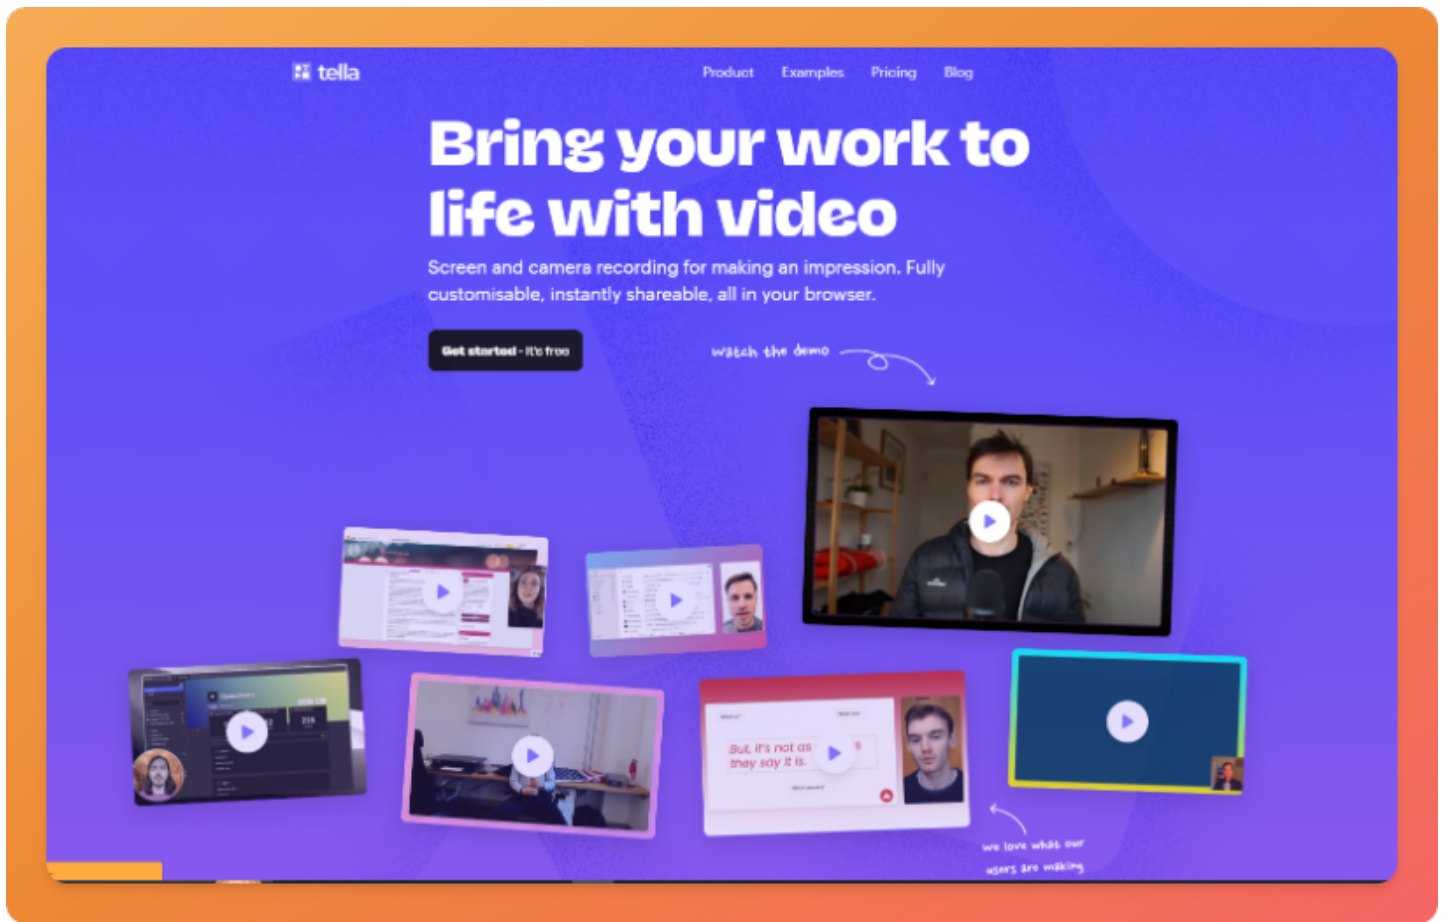 tella
Product Examples Pricing Blog
Bring your work to
life with video
Screen and camera recording for making an impression. Fully
customisable, instantly shareable, all in your browser.
Get started - it's free
watch the demo
But, it's not as
they say it is.
we love what our
users are making